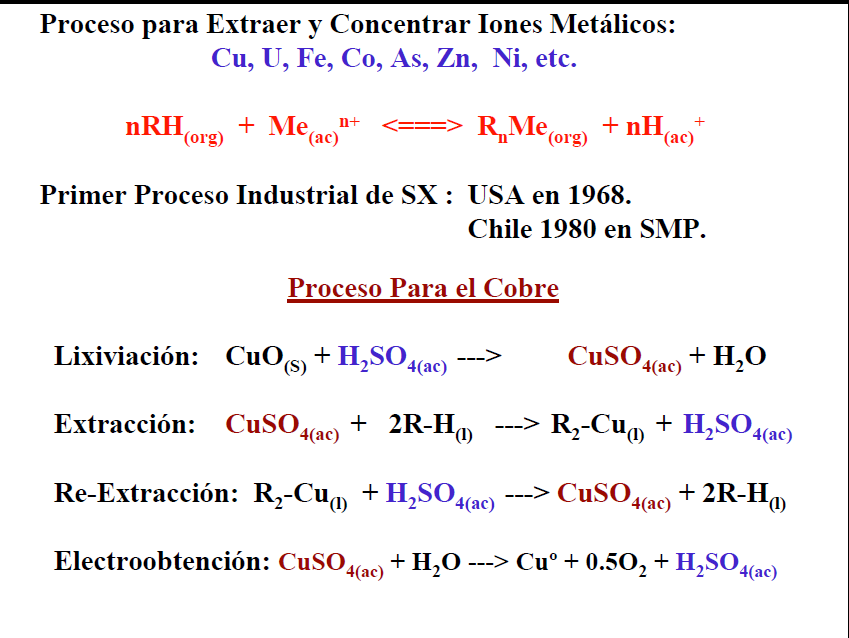 Proceso para Extraer y Concentrar Iones Metálicos:
Cu, U, Fe, Co, As, Zn, Ni, etc.
nRH(org) + Me(ac)n+ <===> RnMe(org) + nH(ac)+
Primer Proceso Industrial de SX : USA en 1968.
Chile 1980 en SMP.
Proceso Para el Cobre
Lixiviación: CuO(S) + H2SO4(ac) ---> CuSO4(ac) + H2O
Extracción: CuSO4(ac) + 2R-H(l) ---> R2-Cu(l) + H2SO4(ac)
Re-Extracción: R2-Cu(l) + H2SO4(ac) ---> CuSO4(ac) + 2R-H(l)
Electroobtención: CuSO4(ac) + H2O ---> Cuº + 0.5O2 + H2SO4(ac)